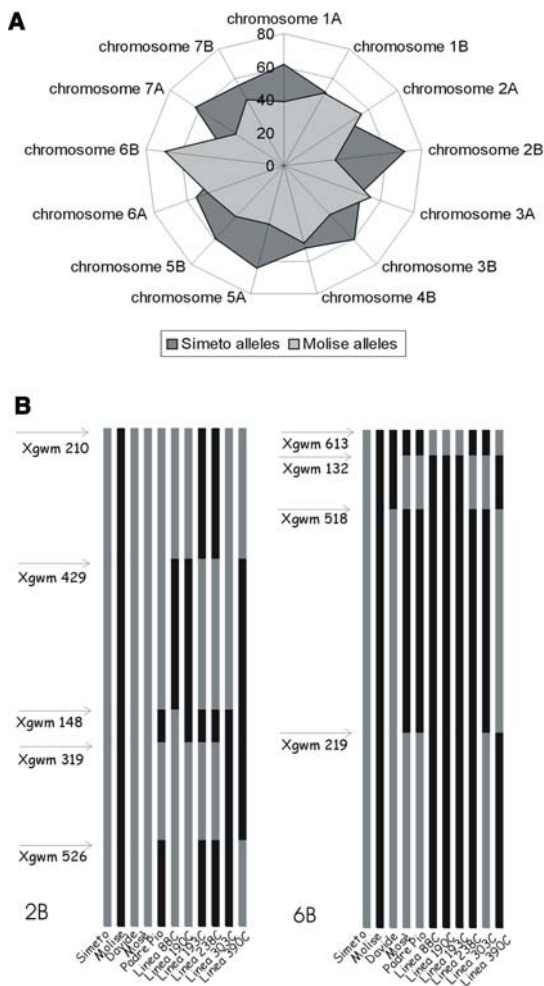 A
chromosome 1A
chromosome 1B
chromosome 2A
chromosome 2B
chromosome 3A
chromosome 3B
chromosome 4B
chromosome 5A
chromosome 5B
chromosome 6A
chromosome 6B
chromosome 7A
chromosome 7B
80
60
40
20
0
Simeto alleles
Molise alleles
B
Xgwm 210
Xgwm 429
Xgwm 148
Xgwm 319
Xgwm 526
2B
Simeto
Molise
Davide
Mosè
Padre Pio
Linea 88C
Linea 190C
Linea 193C
Linea 238C
Linea 303C
Linea 390C
Xgwm 613
Xgwm 132
Xgwm 518
Xgwm 219
6B
Simeto
Molise
Davide
Mosè
Padre Pio
Linea 88C
Linea 190C
Linea 193C
Linea 238C
Linea 303C
Linea 390C